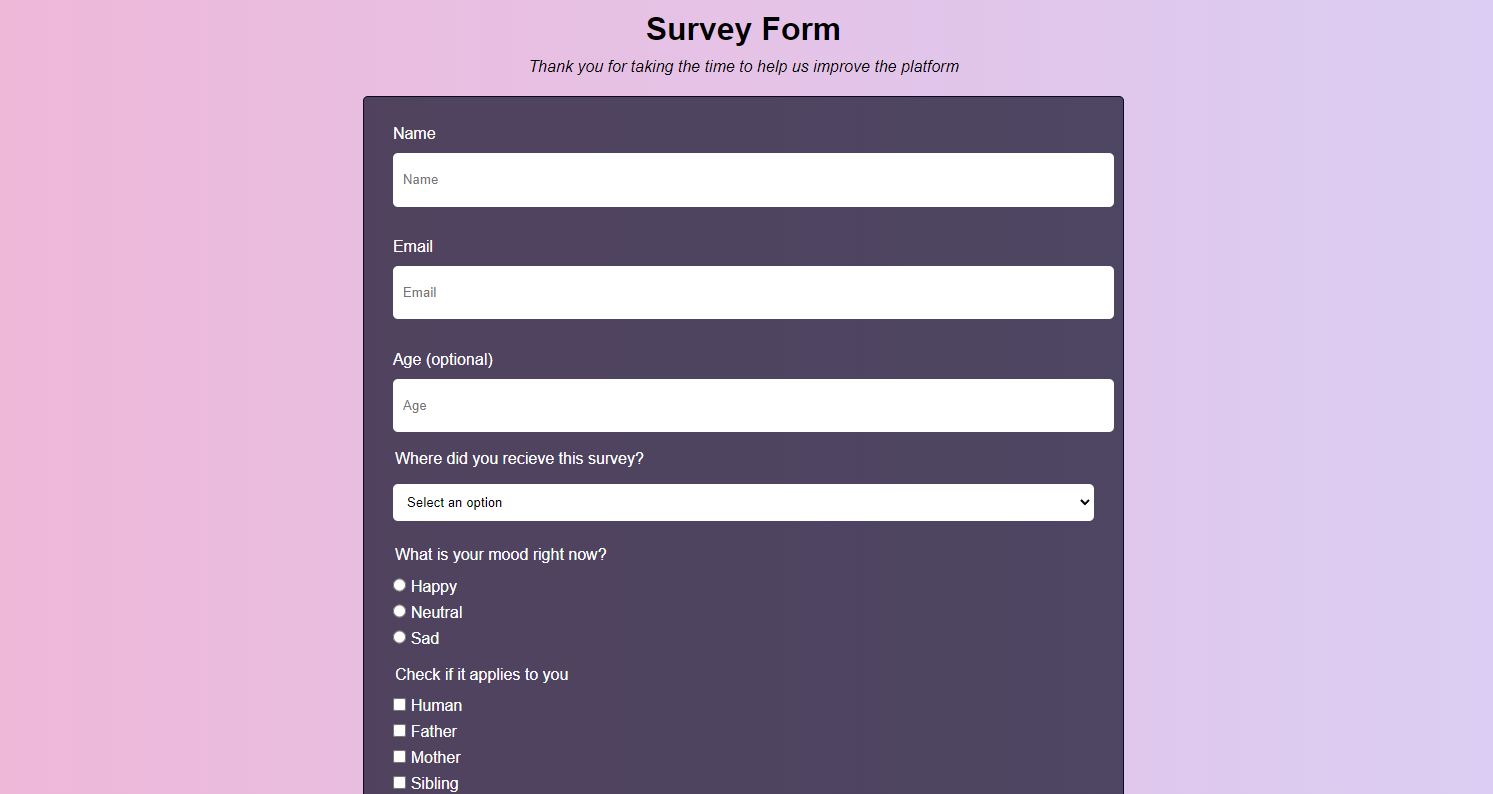 Survey Form
Thank you for taking the time to help us improve the platform
Name
Name
Email
Email
Age (optional)
Age
Where did you recieve this survey?
Select an option
What is your mood right now?
Happy
Neutral
Sad
Check if it applies to you
Human
Father
Mother
Sibling